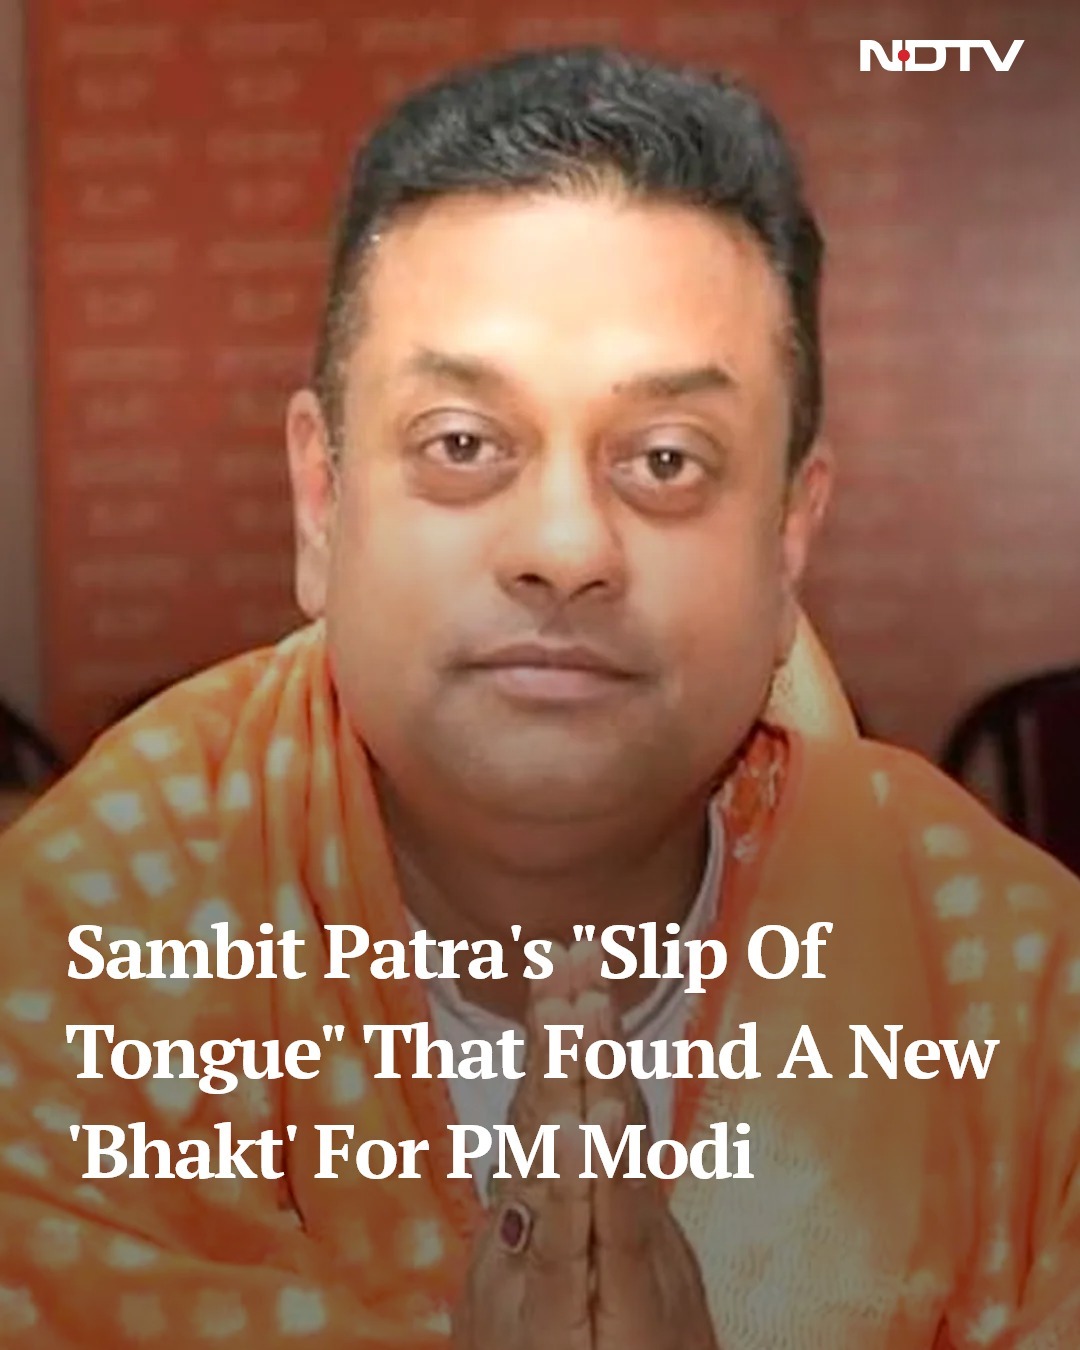 NDTV
Sambit Patra's "Slip Of
Tongue" That Found A New
'Bhakt' For PM Modi